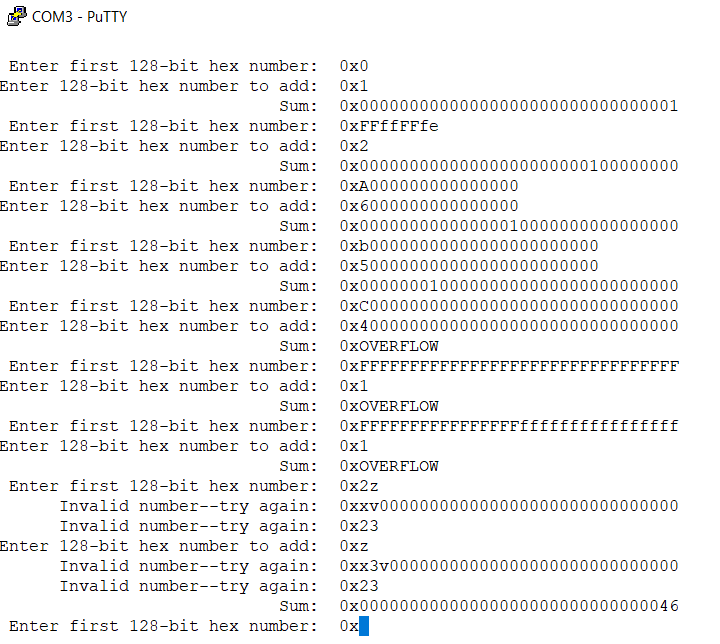 COM3 - PuTTY
Enter first 128-bit hex number: 0x0
Enter 128-bit hex number to add: 0x1
Sum: 0x00000000000000000000000000000001
Enter first 128-bit hex number: 0xFFffFFfe
Enter 128-bit hex number to add: 0x2
Sum: 0x00000000000000000000000100000000
Enter first 128-bit hex number: 0xA000000000000000
Enter 128-bit hex number to add: 0x6000000000000000
Sum: 0x00000000000000010000000000000000
Enter first 128-bit hex number: 0xb00000000000000000000000
Enter 128-bit hex number to add: 0x500000000000000000000000
Sum: 0x00000001000000000000000000000000
Enter first 128-bit hex number: 0xC0000000000000000000000000000000
Enter 128-bit hex number to add: 0x40000000000000000000000000000000
Sum: 0xOVERFLOW
Enter first 128-bit hex number: 0xFFFFFFFFFFFFFFFFFFFFFFFFFFFFFFFF
Enter 128-bit hex number to add: 0x1
Sum: 0xOVERFLOW
Enter first 128-bit hex number: 0xFFFFFFFFFFFFFFFFffffffffffffffff
Enter 128-bit hex number to add: 0x1
Sum: 0xOVERFLOW
Enter first 128-bit hex number: 0x2z
Invalid number--try again: 0xxv000000000000000000000000000000
Invalid number--try again: 0x23
Enter 128-bit hex number to add: 0xz
Invalid number--try again: 0xx3v00000000000000000000000000000
Invalid number--try again: 0x23
Sum: 0x00000000000000000000000000000046
Enter first 128-bit hex number: 0x